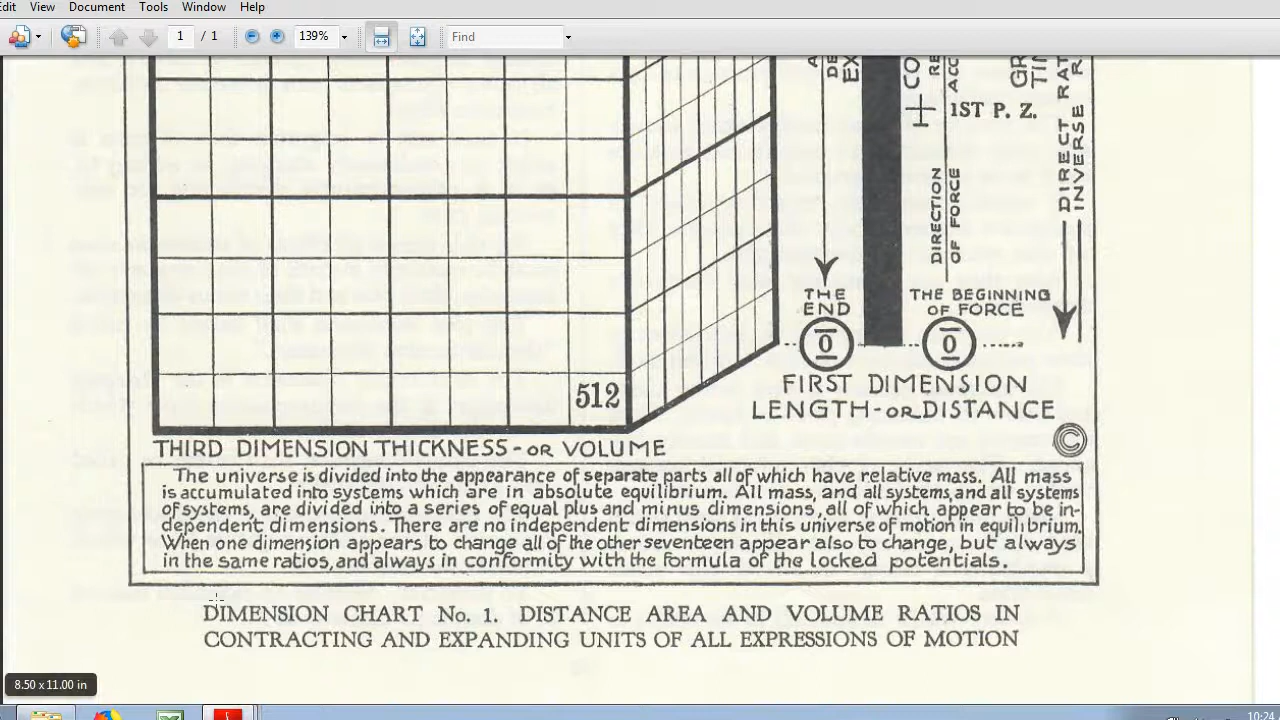 Edit View Document Tools Window Help
1 / 1 139% Find
CO
1ST P. Z.
DIRECT RAT
INVERSE R
DIRECTION
OF FORCE
THE
END
THE BEGINNING
OF FORCE
0 0
FIRST DIMENSION
LENGTH-OR DISTANCE
512
©
THIRD DIMENSION THICKNESS-OR VOLUME
The universe is divided into the appearance of separate parts all of which have relative mass. All mass
is accumulated into systems which are in absolute equilibrium. All mass, and all systems, and all systems
of systems, are divided into a series of equal plus and minus dimensions, all of which appear to be in-
dependent dimensions. There are no independent dimensions in this universe of motion in equilibrium.
When one dimension appears to change all of the other seventeen appear also to change, but always
in the same ratios, and always in conformity with the formula of the locked potentials.
DIMENSION CHART No. 1. DISTANCE AREA AND VOLUME RATIOS IN
CONTRACTING AND EXPANDING UNITS OF ALL EXPRESSIONS OF MOTION
8.50 x 11.00 in
10:24